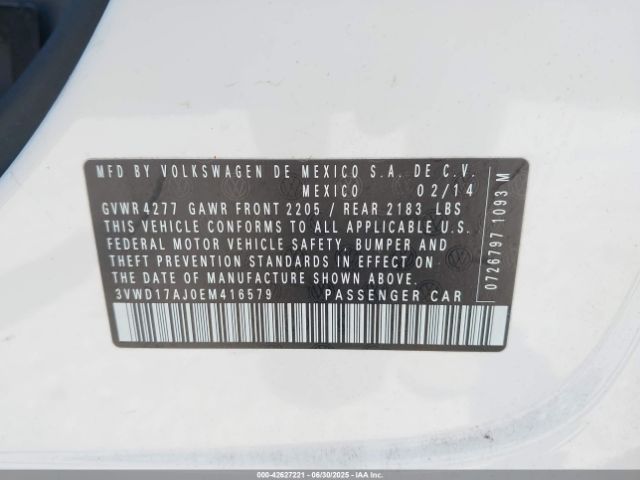 MFD BY VOLKSWAGEN DE MEXICO S.A. DE C.V.
MEXICO 02/14
GVWR 4277 GAWR FRONT 2205 / REAR 2183 LBS
THIS VEHICLE CONFORMS TO ALL APPLICABLE U.S.
FEDERAL MOTOR VEHICLE SAFETY, BUMPER AND
THEFT PREVENTION STANDARDS IN EFFECT ON
THE DATE OF MANUFACTURE SHOWN ABOVE.
3VWD17AJ0EM416579 PASSENGER CAR
0726797 1093 M
000-42627221 - 06/30/2025 - IAAI.COM